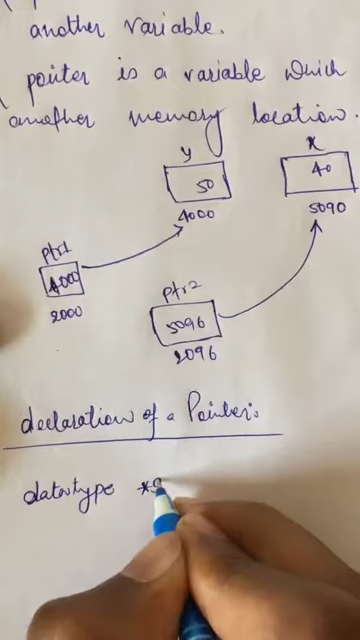 another variable.
poiter is a variable which
another memory location.
y
x
50
40
4000
5090
ptr1
4000
2000
ptr2
5096
2096
declaration of a Pointer:
datatype *